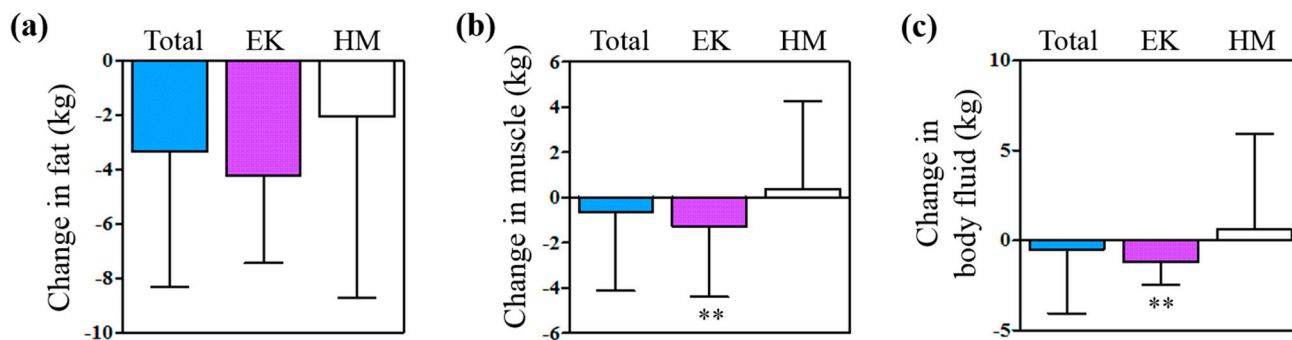 (a)
Total EK HM
Change in fat (kg)
0
-2
-4
-6
-8
-10
(b)
Total EK HM
Change in muscle (kg)
6
4
2
0
-2
-4
-6
**
(c)
Total EK HM
Change in
body fluid (kg)
10
5
0
-5
**